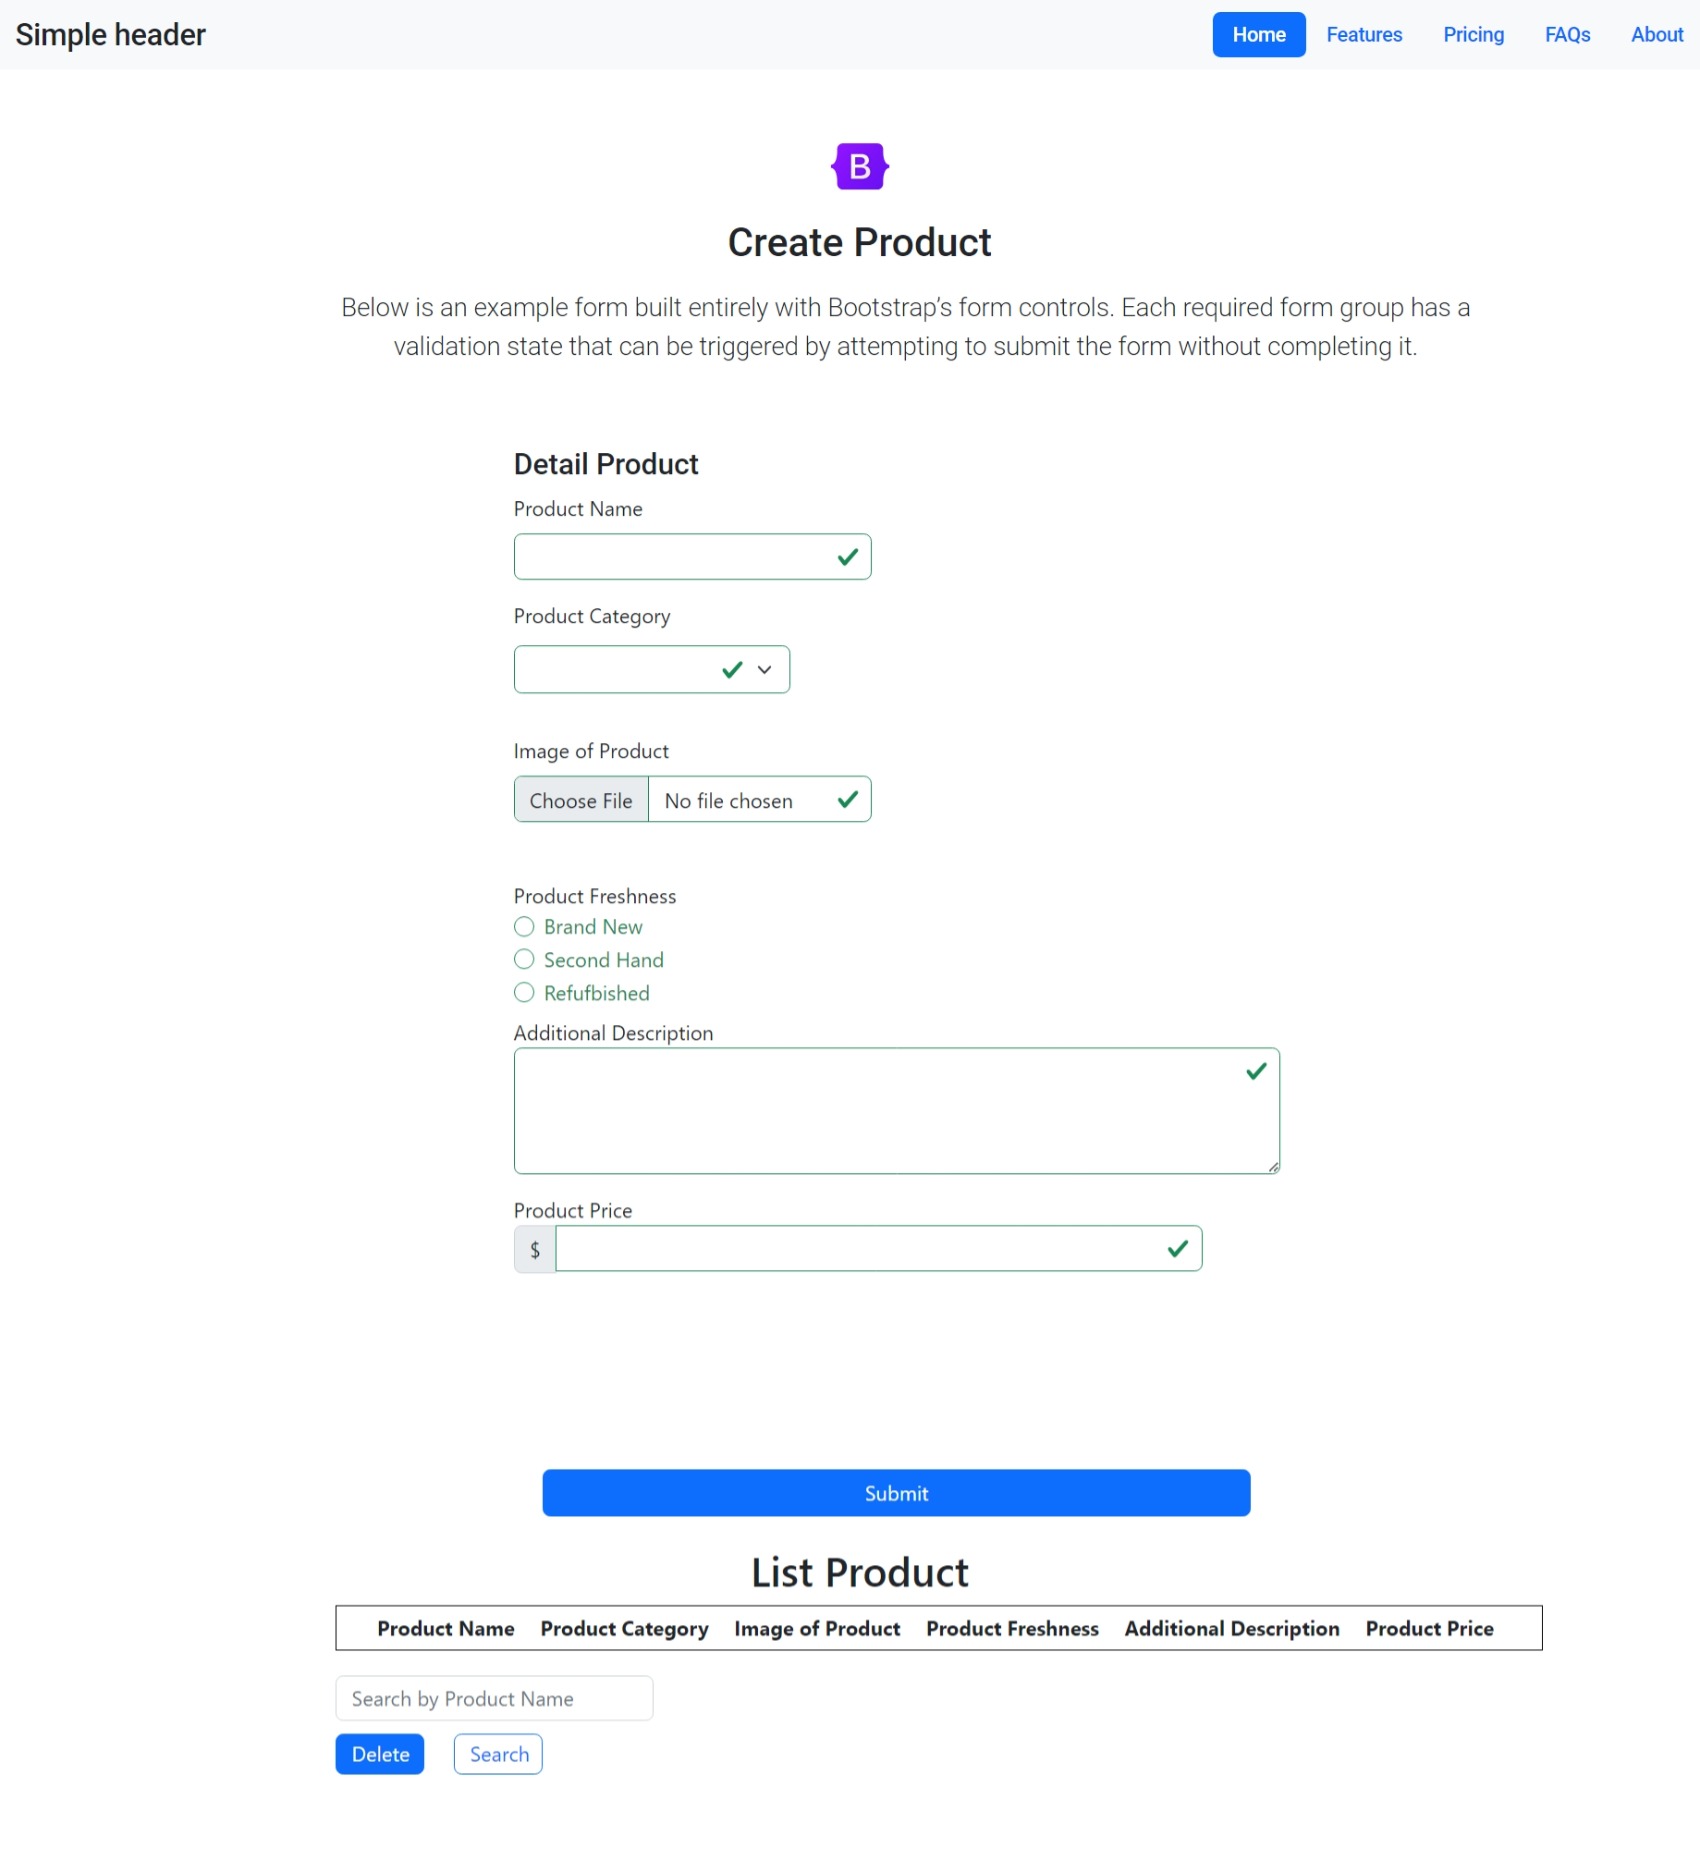 Simple header
Home Features Pricing FAQs About
B
Create Product
Below is an example form built entirely with Bootstrap’s form controls. Each required form group has a
validation state that can be triggered by attempting to submit the form without completing it.
Detail Product
Product Name
Product Category
Image of Product
Choose File No file chosen
Product Freshness
Brand New
Second Hand
Refufbished
Additional Description
Product Price
$
Submit
List Product
Product Name Product Category Image of Product Product Freshness Additional Description Product Price
Search by Product Name
Delete Search